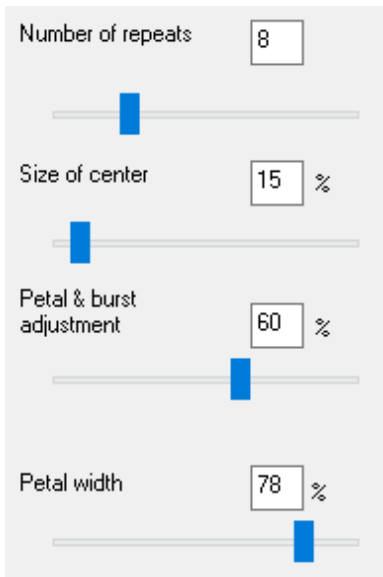 Number of repeats 8
Size of center 15 %
Petal & burst
adjustment 60 %
Petal width 78 %